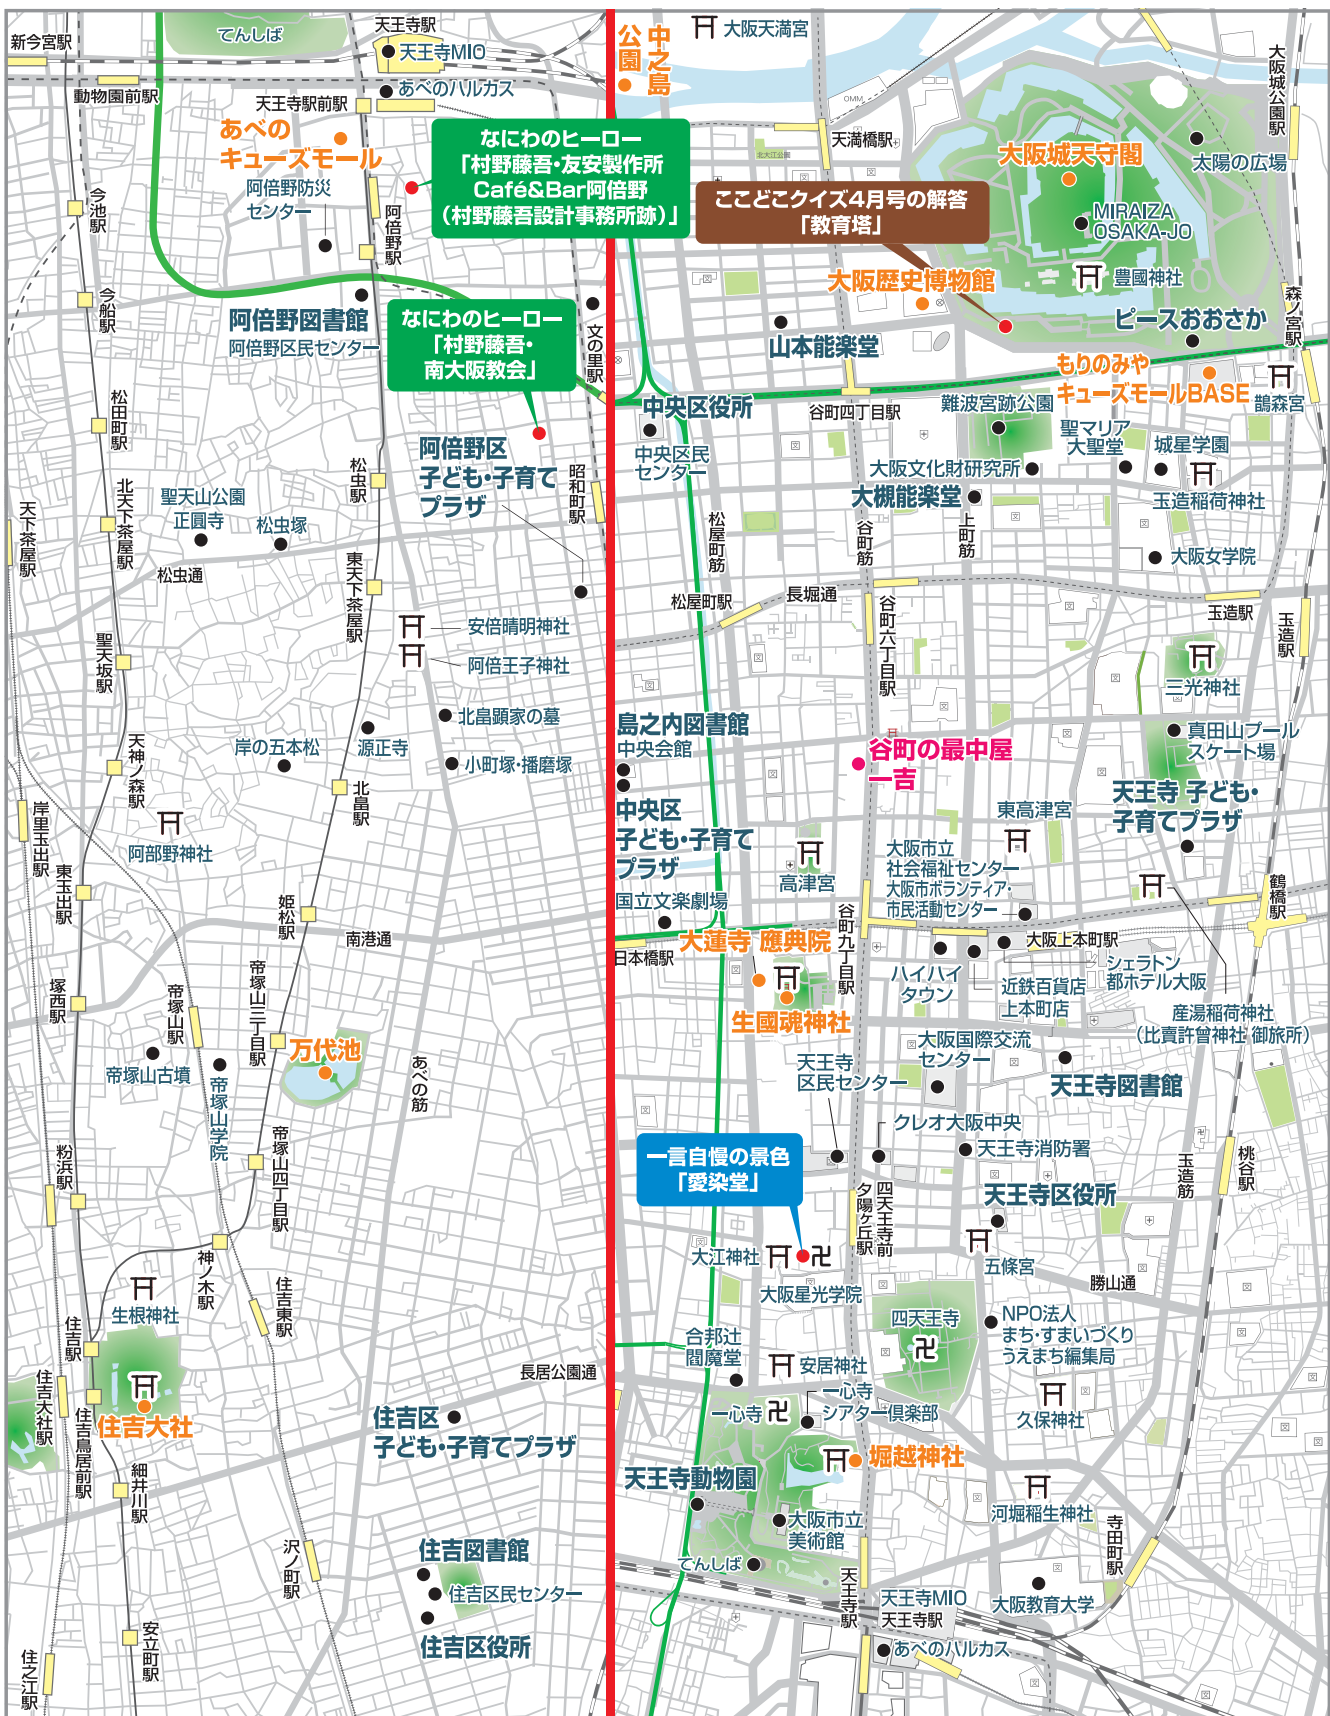 新今宮駅
てんしば
天王寺駅
天王寺MIO
あべのハルカス
動物園前駅
天王寺駅前駅
あべの
キューズモール
阿倍野防災
センター
今池駅
阿倍野駅
なにわのヒーロー
「村野藤吾・友安製作所
Café&Bar阿倍野
(村野藤吾設計事務所跡)」
今船駅
阿倍野図書館
阿倍野区民センター
なにわのヒーロー
「村野藤吾・
南大阪教会」
文の里駅
松田町駅
松虫駅
阿倍野区
子ども・子育て
プラザ
昭和町駅
北天下茶屋駅
天下茶屋駅
聖天山公園
正圓寺
松虫塚
松虫通
東天下茶屋駅
安倍晴明神社
阿倍王子神社
聖天坂駅
北畠顕家の墓
天神ノ森駅
岸の五本松
源正寺
小町塚・播磨塚
北畠駅
岸里玉出駅
阿部野神社
東玉出駅
姫松駅
南港通
塚西駅
帝塚山駅
帝塚山三丁目駅
万代池
あべの筋
帝塚山古墳
帝塚山学院
粉浜駅
帝塚山四丁目駅
神ノ木駅
住吉東駅
生根神社
住吉駅
長居公園通
住吉大社駅
住吉大社
住吉鳥居前駅
住吉区
子ども・子育てプラザ
細井川駅
沢ノ町駅
住吉図書館
住吉区民センター
住吉区役所
安立町駅
住之江駅
中之島
公園
大阪天満宮
OMM
天満橋駅
北大江公園
大阪城公園駅
大阪城天守閣
太陽の広場
ここどこクイズ4月号の解答
「教育塔」
MIRAIZA
OSAKA-JO
豊國神社
大阪歴史博物館
森ノ宮駅
ピースおおさか
山本能楽堂
もりのみや
キューズモールBASE
鵲森宮
中央区役所
谷町四丁目駅
難波宮跡公園
中央区民
センター
聖マリア
大聖堂
城星学園
大阪文化財研究所
大槻能楽堂
玉造稲荷神社
松屋町筋
谷町筋
上町筋
大阪女学院
松屋町駅
長堀通
玉造駅
谷町六丁目駅
玉造駅
三光神社
島之内図書館
中央会館
谷町の最中屋
一吉
真田山プール
スケート場
中央区
子ども・子育て
プラザ
東高津宮
天王寺 子ども・
子育てプラザ
高津宮
大阪市立
社会福祉センター
大阪市ボランティア・
市民活動センター
鶴橋駅
国立文楽劇場
谷町九丁目駅
大蓮寺 應典院
日本橋駅
大阪上本町駅
ハイハイ
タウン
近鉄百貨店
上本町店
シェラトン
都ホテル大阪
生國魂神社
産湯稲荷神社
(比賣許曽神社 御旅所)
大阪国際交流
センター
天王寺
区民センター
天王寺図書館
クレオ大阪中央
天王寺消防署
一言自慢の景色
「愛染堂」
桃谷駅
玉造筋
天王寺区役所
四天王寺前
夕陽ヶ丘駅
大江神社
五條宮
勝山通
大阪星光学院
四天王寺
NPO法人
まち・すまいづくり
うえまち編集局
合邦辻
閻魔堂
安居神社
一心寺
シアター倶楽部
一心寺
久保神社
堀越神社
天王寺動物園
河堀稲生神社
大阪市立
美術館
寺田町駅
てんしば
天王寺駅
天王寺MIO
天王寺駅
大阪教育大学
あべのハルカス